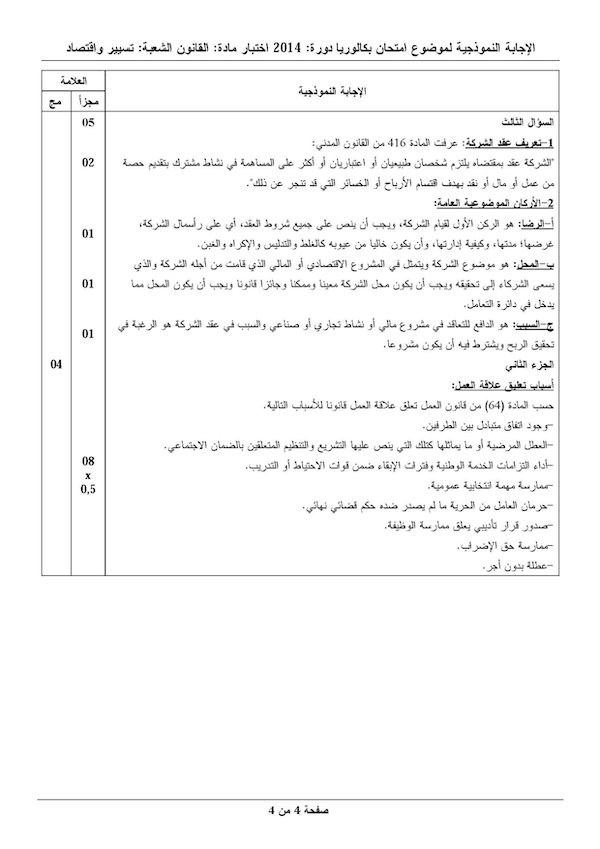 الإجابة النموذجية لموضوع امتحان بكالوريا دورة: 2014 اختبار مادة: القانون الشعبة: تسيير واقتصاد
العلامة
الإجابة النموذجية
مجزأ
مج
05
السؤال الثالث
1-تعريف عقد الشركة: عرفت المادة 416 من القانون المدني:
02
"الشركة عقد بمقتضاه يلتزم شخصان طبيعيان أو اعتباريان أو أكثر على المساهمة في نشاط مشترك بتقديم حصة
من عمل أو مال أو نقد بهدف اقتسام الأرباح أو الخسائر التي قد تنجر عن ذلك".
2-الأركان الموضوعية العامة:
أ-الرضا: هو الركن الأول لقيام الشركة، ويجب أن ينص على جميع شروط العقد، أي على رأسمال الشركة،
01
غرضها؛ مدتها، وكيفية إدارتها، وأن يكون خاليا من عيوبه كالغلط والتدليس والإكراه والغبن.
ب-المحل: هو موضوع الشركة ويتمثل في المشروع الاقتصادي أو المالي الذي قامت من أجله الشركة والذي
01
يسعى الشركاء إلى تحقيقه ويجب أن يكون محل الشركة معينا وممكنا وجائزا قانونا ويجب أن يكون المحل مما
يدخل في دائرة التعامل.
ج-السبب: هو الدافع للتعاقد في مشروع مالي أو نشاط تجاري أو صناعي والسبب في عقد الشركة هو الرغبة في
01
تحقيق الربح ويشترط فيه أن يكون مشروعا.
04
الجزء الثاني
أسباب تعليق علاقة العمل:
حسب المادة (64) من قانون العمل تعلق علاقة العمل قانونا للأسباب التالية.
-وجود اتفاق متبادل بين الطرفين.
-العطل المرضية أو ما يماثلها كتلك التي ينص عليها التشريع والتنظيم المتعلقين بالضمان الاجتماعي.
08
x
0,5
-أداء التزامات الخدمة الوطنية وفترات الإبقاء ضمن قوات الاحتياط أو التدريب.
-ممارسة مهمة انتخابية عمومية.
-حرمان العامل من الحرية ما لم يصدر ضده حكم قضائي نهائي.
-صدور قرار تأديبي يعلق ممارسة الوظيفة.
-ممارسة حق الإضراب.
-عطلة بدون أجر.
صفحة 4 من 4